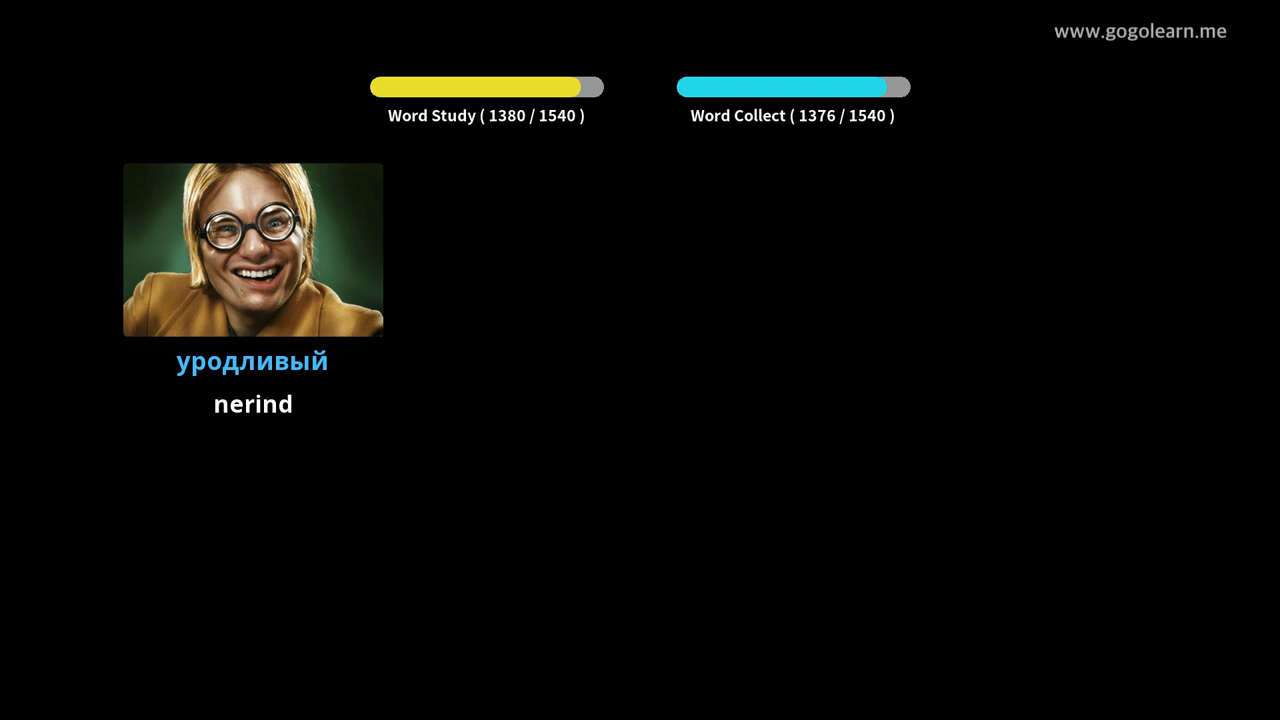 www.gogolearn.me
Word Study ( 1380 / 1540 )
Word Collect ( 1376 / 1540 )
уродливый
nerind